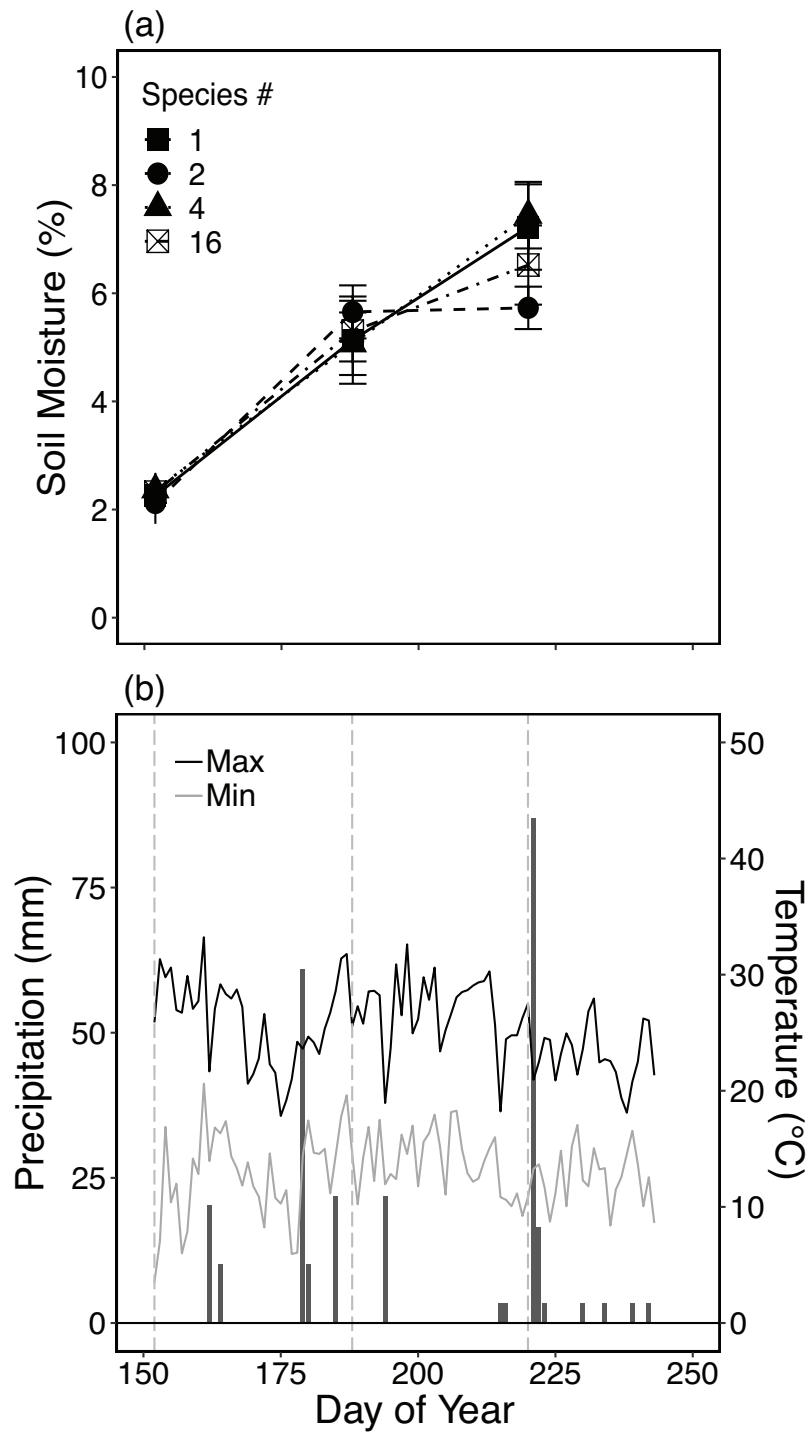 (a)
Soil Moisture (%)
10
8
6
4
2
0
Species #
1
2
4
16
(b)
Precipitation (mm)
100
75
50
25
0
Max
Min
50
40
30
20
10
0
Temperature (°C)
150 175 200 225 250
Day of Year